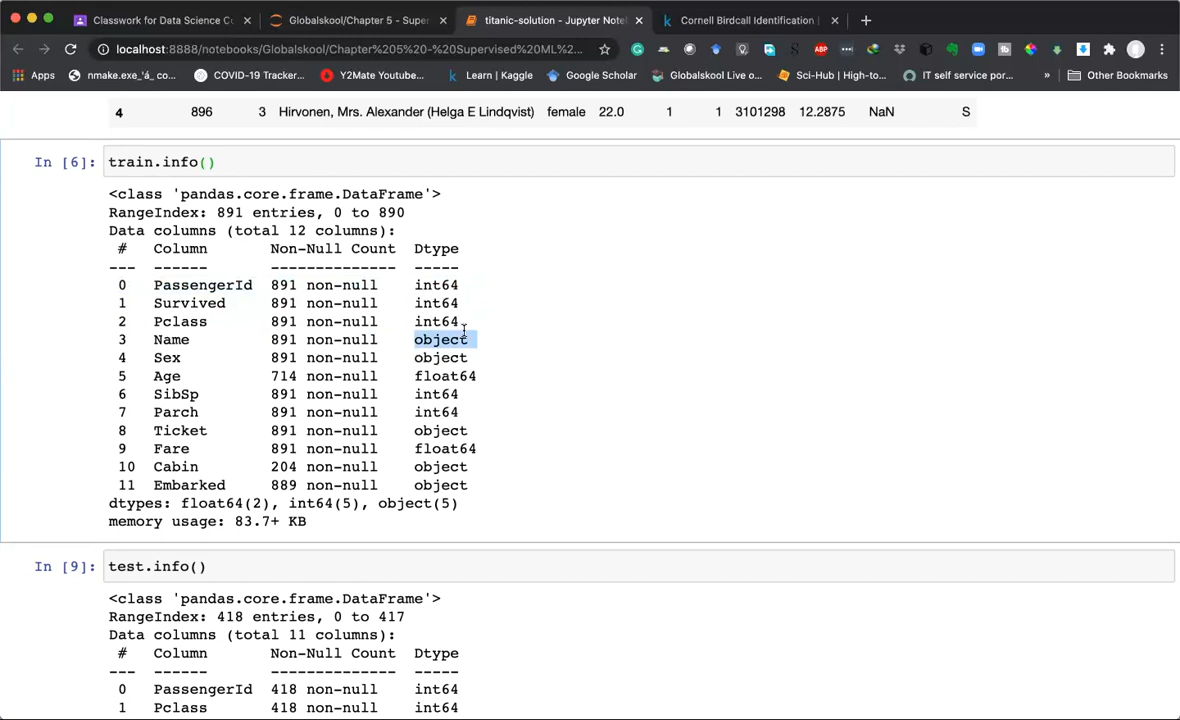 Classwork for Data Science Co
Globalskool/Chapter 5 - Super
titanic-solution - Jupyter Noteb
Cornell Birdcall Identification
localhost:8888/notebooks/Globalskool/Chapter%205%20-%20Supervised%20ML%2...
Apps
nmake.exe'á_ co...
COVID-19 Tracker...
Y2Mate Youtube...
Learn | Kaggle
Google Scholar
Globalskool Live o...
Sci-Hub | High-to...
IT self service por...
»
Other Bookmarks
4 896 3 Hirvonen, Mrs. Alexander (Helga E Lindqvist) female 22.0 1 1 3101298 12.2875 NaN S
In [6]: train.info()
<class 'pandas.core.frame.DataFrame'>
RangeIndex: 891 entries, 0 to 890
Data columns (total 12 columns):
# Column Non-Null Count Dtype
--- ------ -------------- -----
0 PassengerId 891 non-null int64
1 Survived 891 non-null int64
2 Pclass 891 non-null int64
3 Name 891 non-null object
4 Sex 891 non-null object
5 Age 714 non-null float64
6 SibSp 891 non-null int64
7 Parch 891 non-null int64
8 Ticket 891 non-null object
9 Fare 891 non-null float64
10 Cabin 204 non-null object
11 Embarked 889 non-null object
dtypes: float64(2), int64(5), object(5)
memory usage: 83.7+ KB
In [9]: test.info()
<class 'pandas.core.frame.DataFrame'>
RangeIndex: 418 entries, 0 to 417
Data columns (total 11 columns):
# Column Non-Null Count Dtype
--- ------ -------------- -----
0 PassengerId 418 non-null int64
1 Pclass 418 non-null int64